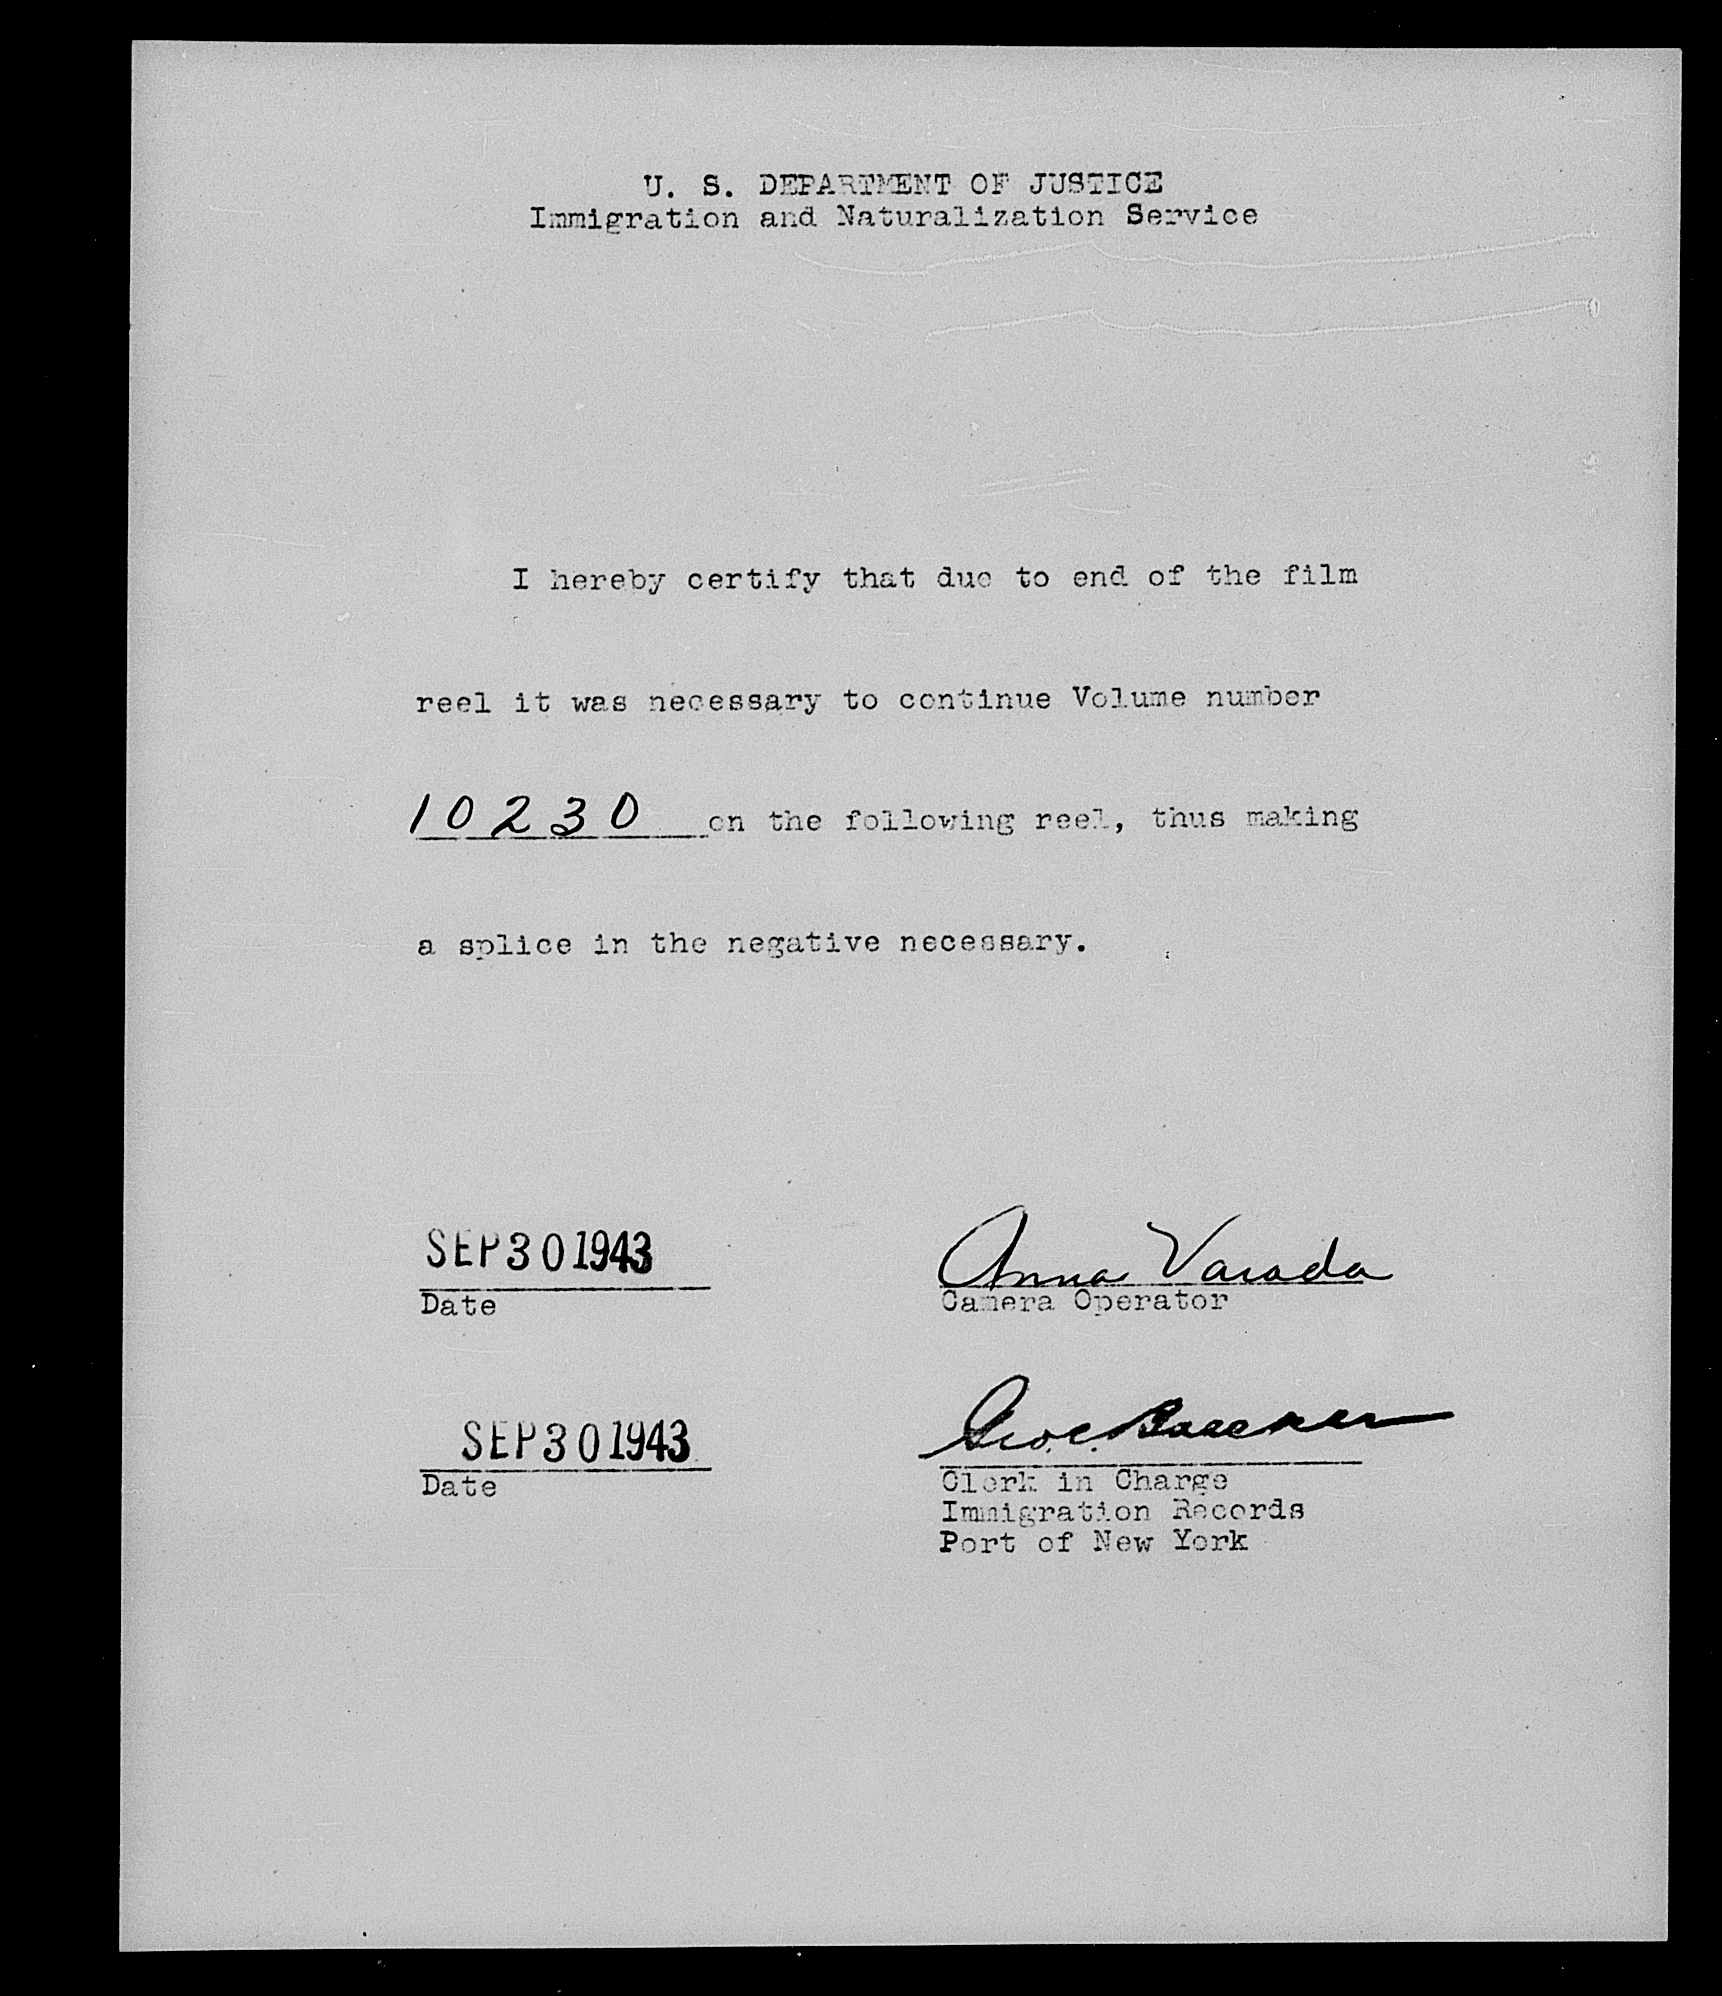 U. S. DEPARTMENT OF JUSTICE
Immigration and Naturalization Service
I hereby certify that due to end of the film
reel it was necessary to continue Volume number
10230 on the following reel, thus making
a splice in the negative necessary.
SEP 30 1943
Anna Varada
Date
Camera Operator
SEP 30 1943
Geo. C.
Date
Clerk in Charge
Immigration Records
Port of New York